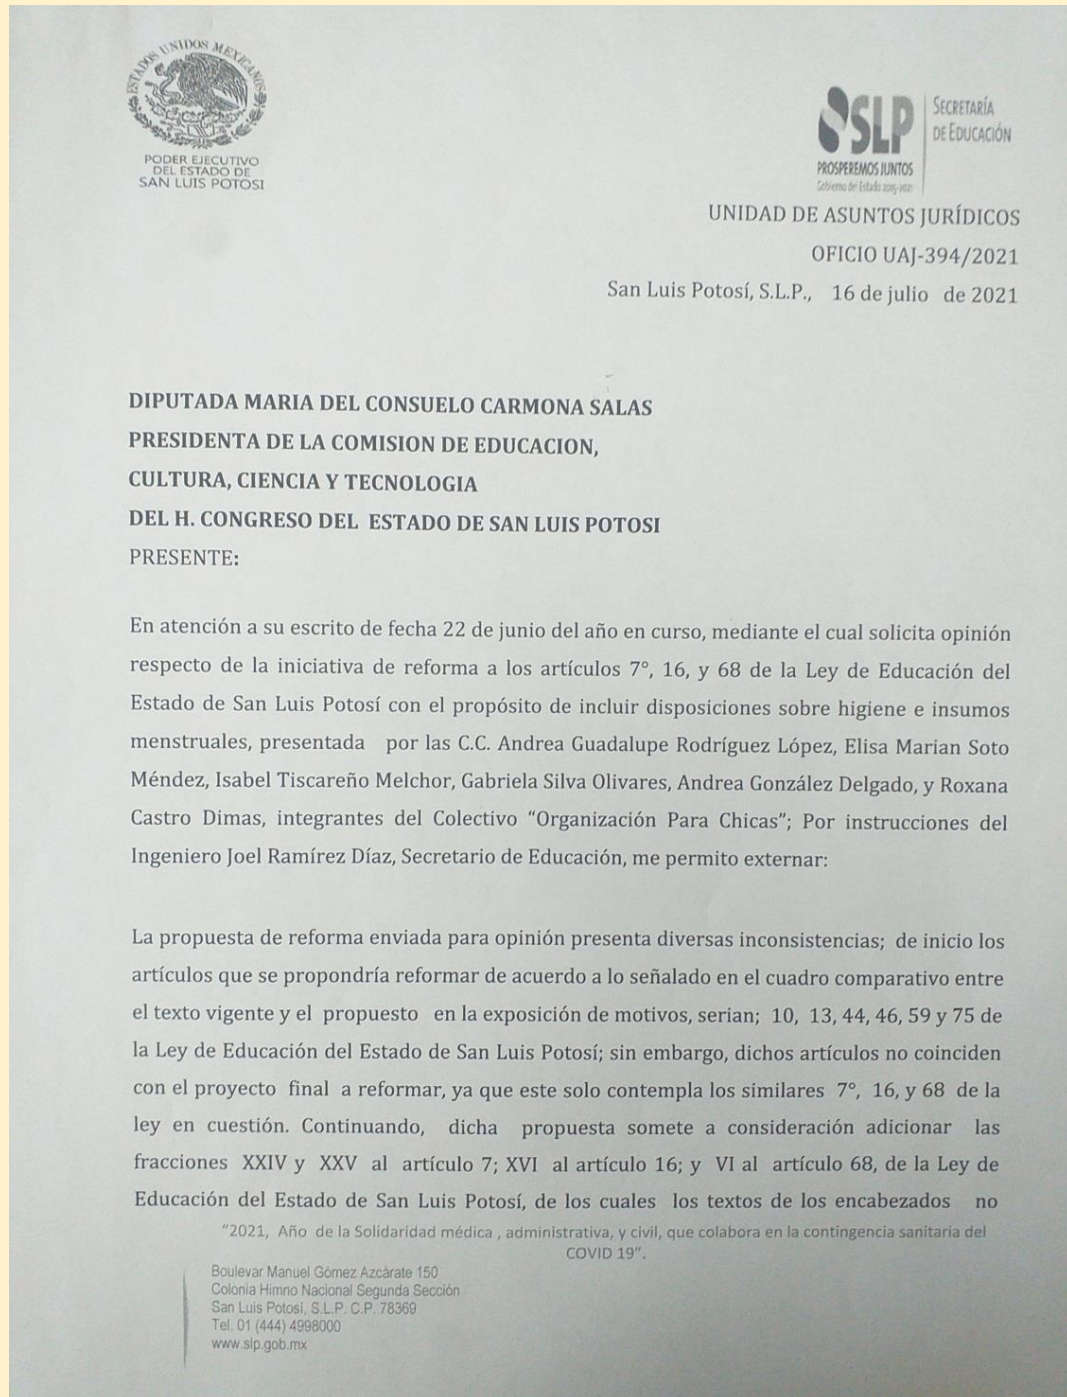 ESTADOS UNIDOS MEXICANOS
PODER EJECUTIVO
DEL ESTADO DE
SAN LUIS POTOSI
SLP
PROSPEREMOS JUNTOS
Gobierno del Estado 2015-2021
SECRETARÍA
DE EDUCACIÓN
UNIDAD DE ASUNTOS JURÍDICOS
OFICIO UAJ-394/2021
San Luis Potosí, S.L.P., 16 de julio de 2021
DIPUTADA MARIA DEL CONSUELO CARMONA SALAS
PRESIDENTA DE LA COMISION DE EDUCACION,
CULTURA, CIENCIA Y TECNOLOGIA
DEL H. CONGRESO DEL ESTADO DE SAN LUIS POTOSI
PRESENTE:
En atención a su escrito de fecha 22 de junio del año en curso, mediante el cual solicita opinión
respecto de la iniciativa de reforma a los artículos 7°, 16, y 68 de la Ley de Educación del
Estado de San Luis Potosí con el propósito de incluir disposiciones sobre higiene e insumos
menstruales, presentada por las C.C. Andrea Guadalupe Rodríguez López, Elisa Marian Soto
Méndez, Isabel Tiscareño Melchor, Gabriela Silva Olivares, Andrea González Delgado, y Roxana
Castro Dimas, integrantes del Colectivo “Organización Para Chicas”; Por instrucciones del
Ingeniero Joel Ramírez Díaz, Secretario de Educación, me permito externar:
La propuesta de reforma enviada para opinión presenta diversas inconsistencias; de inicio los
artículos que se propondría reformar de acuerdo a lo señalado en el cuadro comparativo entre
el texto vigente y el propuesto en la exposición de motivos, serian; 10, 13, 44, 46, 59 y 75 de
la Ley de Educación del Estado de San Luis Potosí; sin embargo, dichos artículos no coinciden
con el proyecto final a reformar, ya que este solo contempla los similares 7°, 16, y 68 de la
ley en cuestión. Continuando, dicha propuesta somete a consideración adicionar las
fracciones XXIV y XXV al artículo 7; XVI al artículo 16; y VI al artículo 68, de la Ley de
Educación del Estado de San Luis Potosí, de los cuales los textos de los encabezados no
“2021, Año de la Solidaridad médica , administrativa, y civil, que colabora en la contingencia sanitaria del
COVID 19”.
Boulevar Manuel Gómez Azcárate 150
Colonia Himno Nacional Segunda Sección
San Luis Potosí, S.L.P. C.P. 78369
Tel. 01 (444) 4998000
www.slp.gob.mx